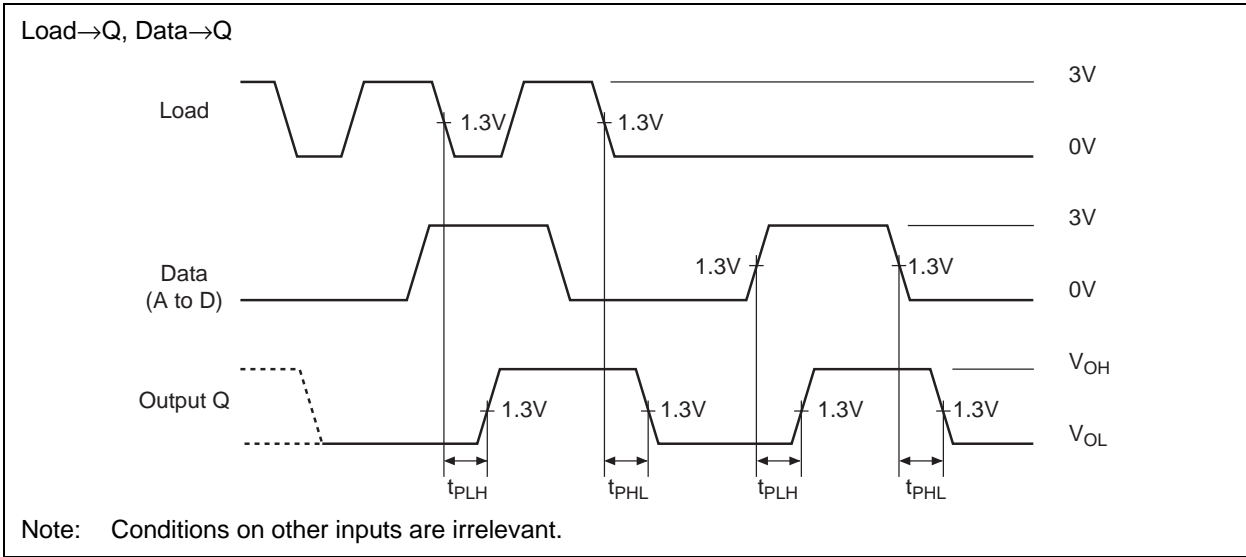 Load→Q, Data→Q
3V
Load
1.3V
1.3V
0V
3V
1.3V
1.3V
Data
(A to D)
0V
VOH
Output Q
1.3V
1.3V
1.3V
1.3V
VOL
tPLH
tPHL
tPLH
tPHL
Note: Conditions on other inputs are irrelevant.